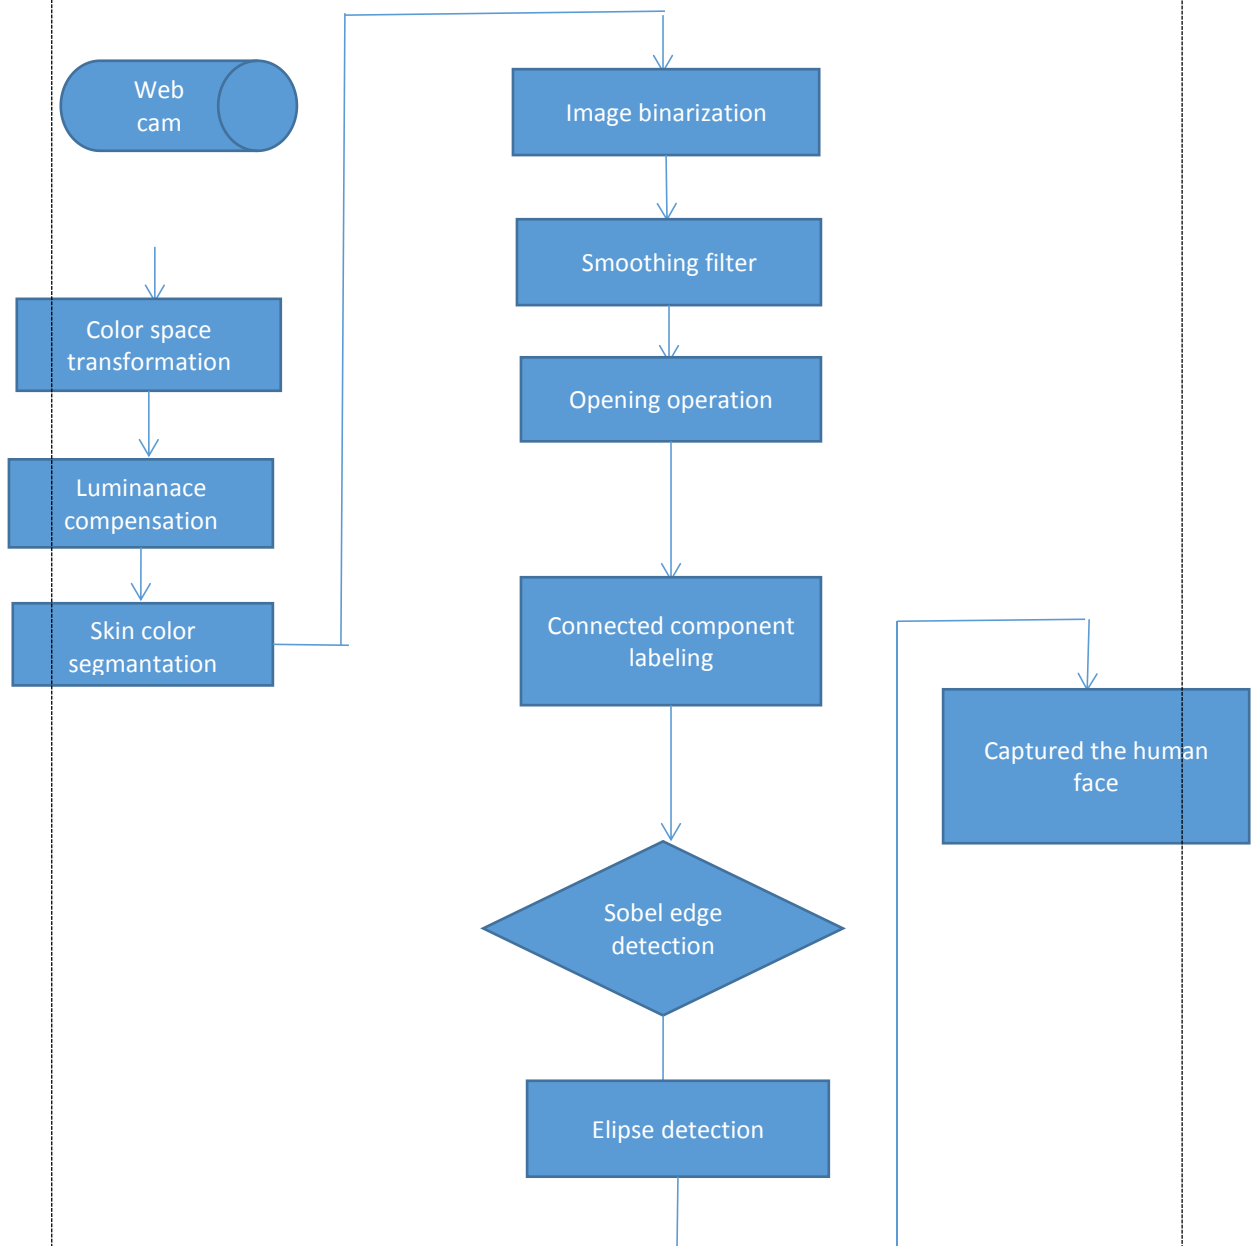 Web
cam
Color space
transformation
Luminanace
compensation
Skin color
segmantation
Image binarization
Smoothing filter
Opening operation
Connected component
labeling
Sobel edge
detection
Elipse detection
Captured the human
face